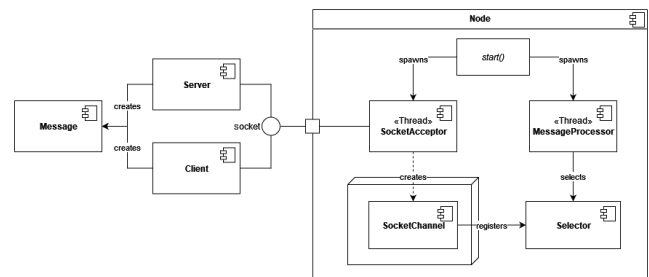 Node
spawns
start()
spawns
Server
creates
Message
socket
«Thread»
SocketAcceptor
«Thread»
MessageProcessor
creates
Client
creates
selects
SocketChannel
registers
Selector